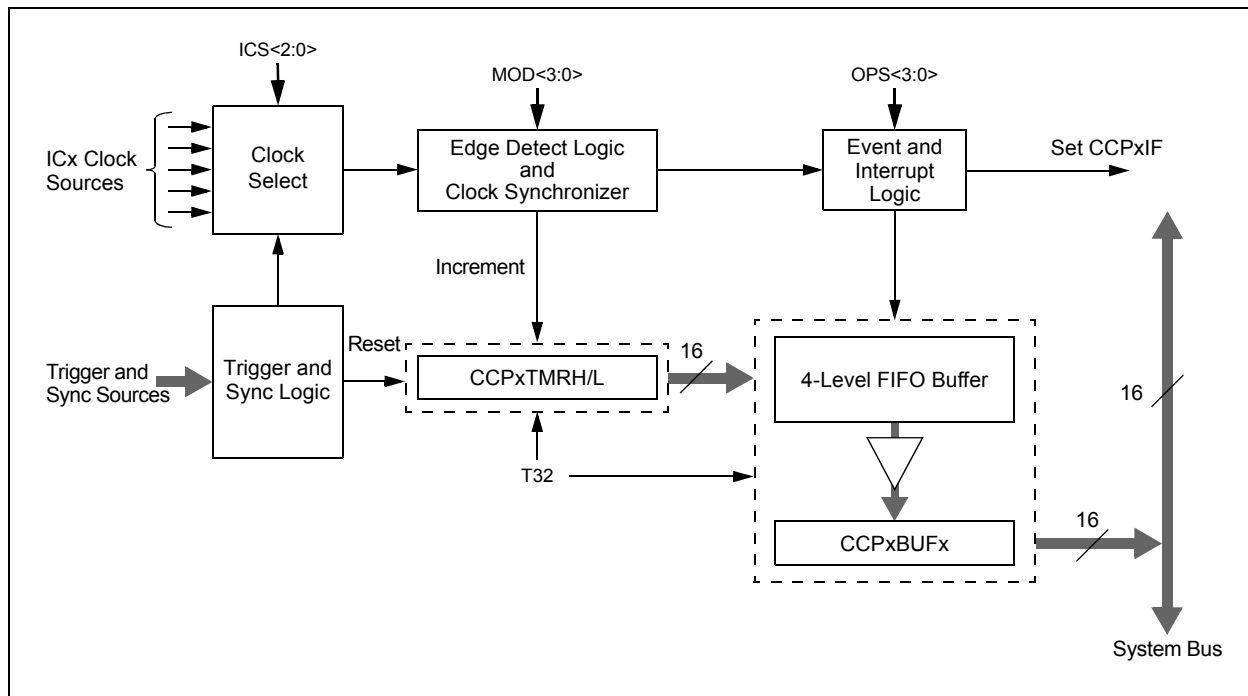 ICS<2:0>
MOD<3:0>
OPS<3:0>
ICx Clock
Sources
Clock
Select
Edge Detect Logic
and
Clock Synchronizer
Event and
Interrupt
Logic
Set CCPxIF
Increment
Trigger and
Sync Sources
Trigger and
Sync Logic
Reset
CCPxTMRH/L
16
4-Level FIFO Buffer
16
T32
CCPxBUFx
16
System Bus